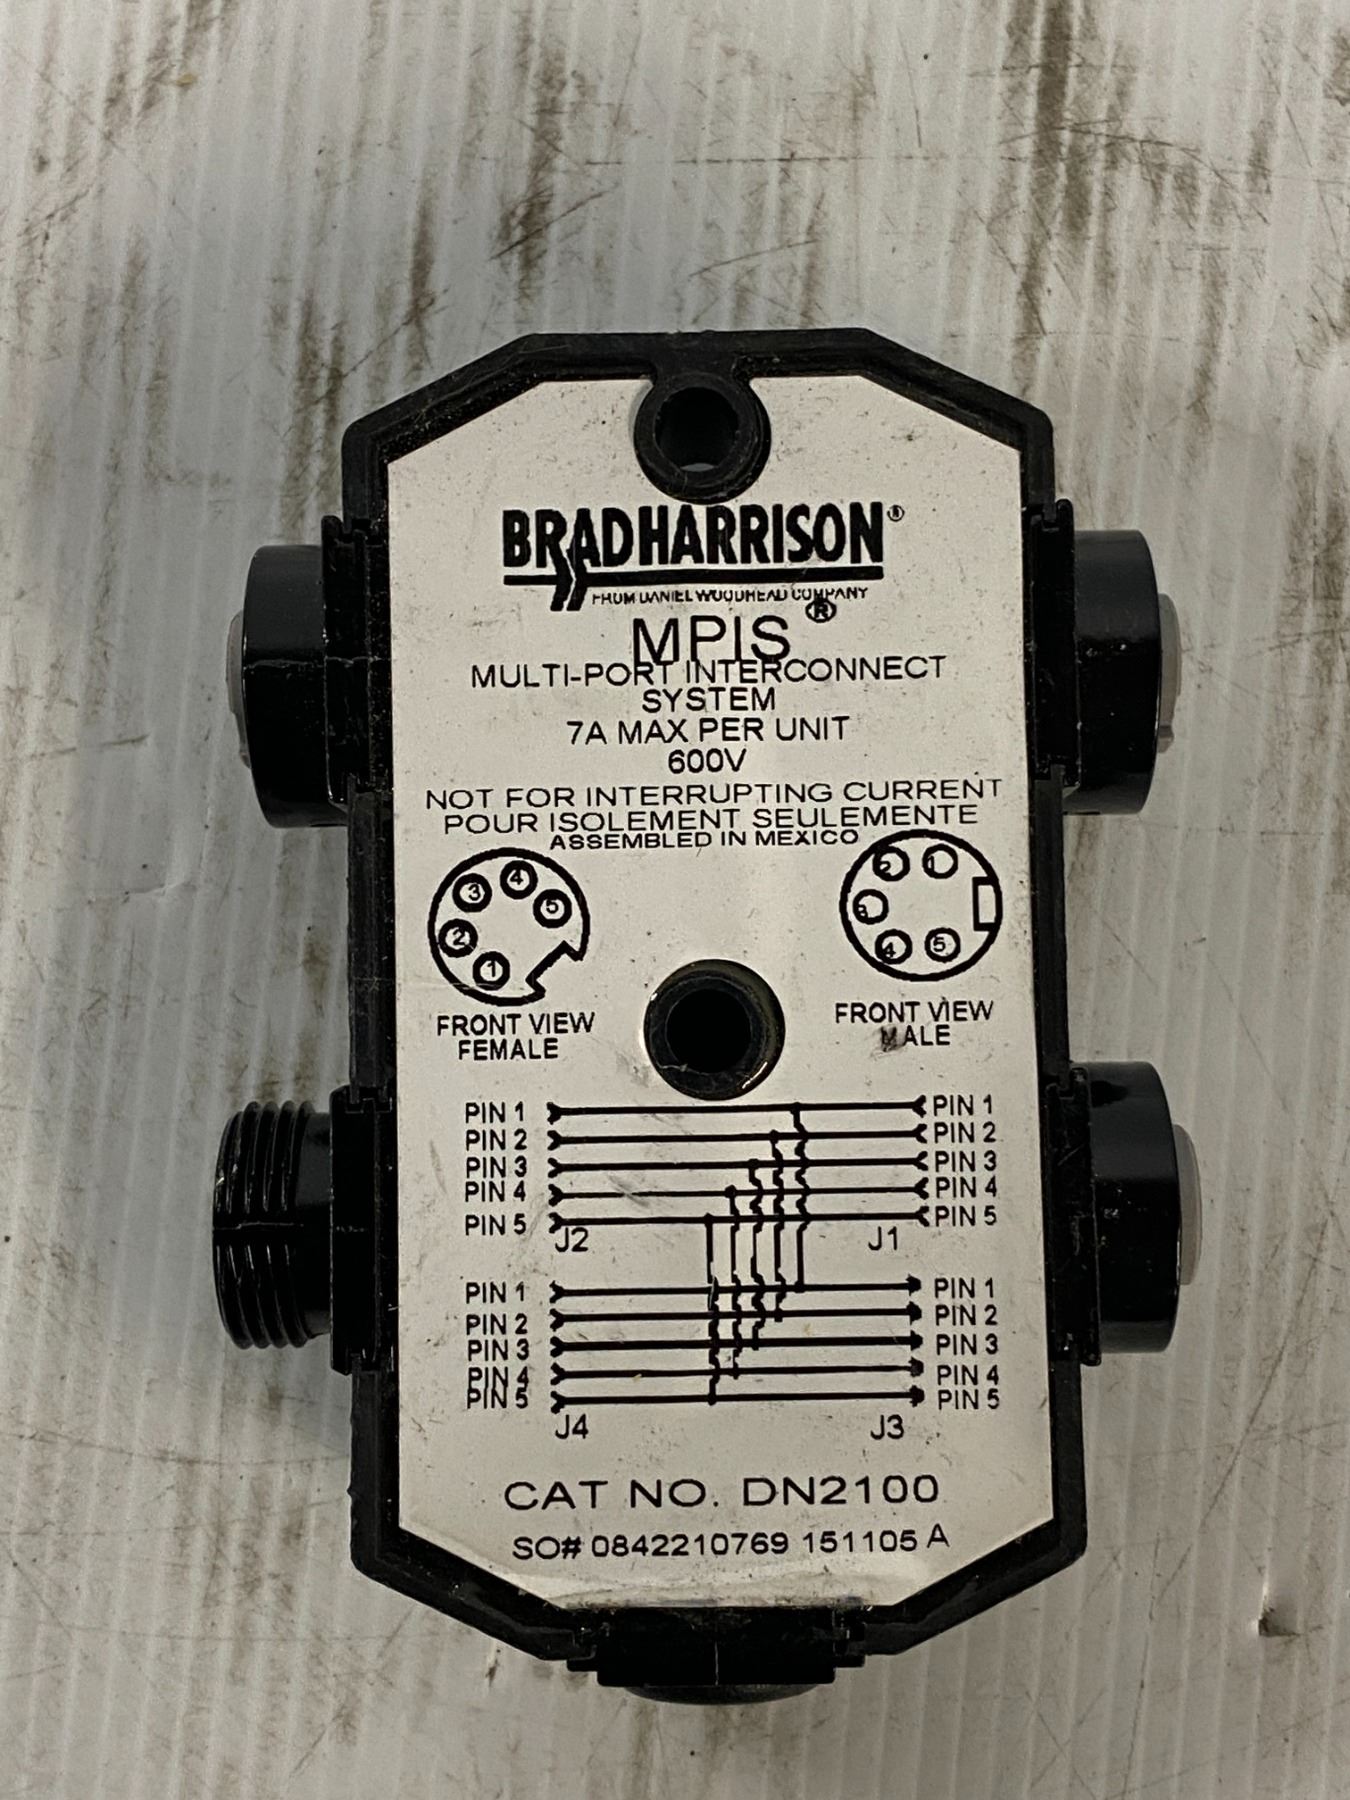 BRADHARRISON®
FROM DANIEL WOODHEAD COMPANY
MPIS®
MULTI-PORT INTERCONNECT
SYSTEM
7A MAX PER UNIT
600V
NOT FOR INTERRUPTING CURRENT
POUR ISOLEMENT SEULEMENTE
ASSEMBLED IN MEXICO
3 4 5 2 1
2 1 3 4 5
FRONT VIEW
FEMALE
FRONT VIEW
MALE
PIN 1 PIN 1
PIN 2 PIN 2
PIN 3 PIN 3
PIN 4 PIN 4
PIN 5 PIN 5
J2 J1
PIN 1 PIN 1
PIN 2 PIN 2
PIN 3 PIN 3
PIN 4 PIN 4
PIN 5 PIN 5
J4 J3
CAT NO. DN2100
SO# 0842210769 151105 A